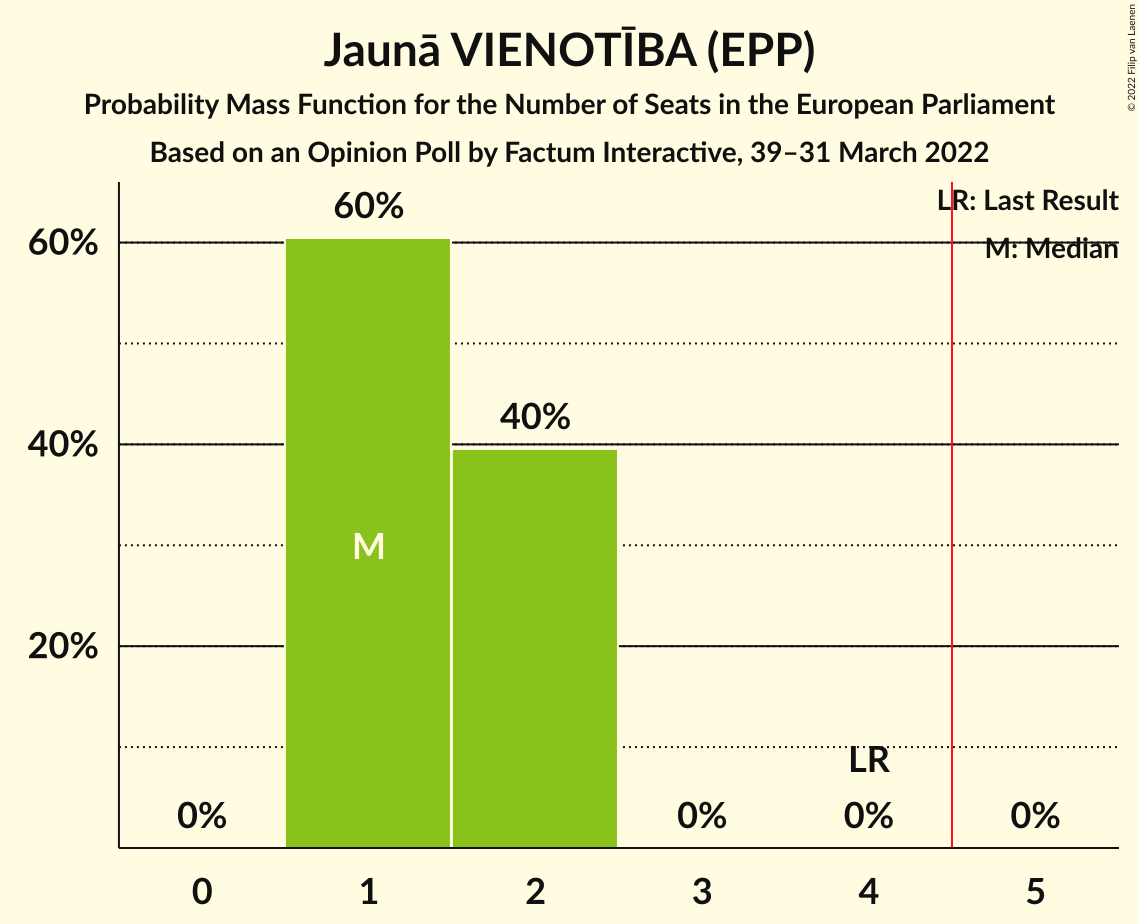 Jaunā VIENOTĪBA (EPP)
Probability Mass Function for the Number of Seats in the European Parliament
Based on an Opinion Poll by Factum Interactive, 39–31 March 2022
© 2022 Filip van Laenen
LR: Last Result
M: Median
60%
40%
20%
60%
40%
M
LR
0%
0%
0%
0%
0 1 2 3 4 5